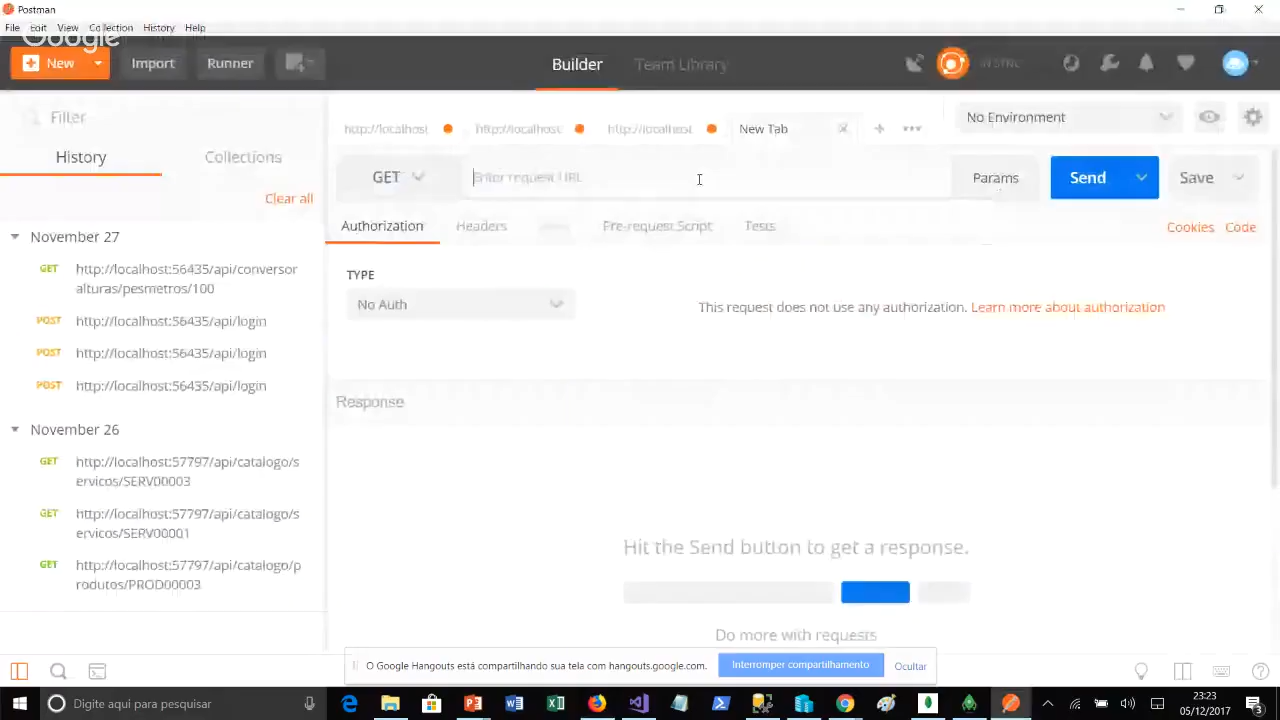 Postman
File Edit View Collection History Help
Google
New Import Runner Builder Team Library IN SYNC
Filter
History Collections
Clear all
November 27
GET http://localhost:56435/api/conversor
alturas/pesmetros/100
POST http://localhost:56435/api/login
POST http://localhost:56435/api/login
POST http://localhost:56435/api/login
November 26
GET http://localhost:57797/api/catalogo/s
ervicos/SERV00003
GET http://localhost:57797/api/catalogo/s
ervicos/SERV00001
GET http://localhost:57797/api/catalogo/p
rodutos/PROD00003
http://localhost http://localhost http://localhost New Tab No Environment
GET Enter request URL Params Send Save
Authorization Headers Pre-request Script Tests Cookies Code
TYPE
No Auth
This request does not use any authorization. Learn more about authorization
Response
Hit the Send button to get a response.
Do more with requests
O Google Hangouts está compartilhando sua tela com hangouts.google.com. Interromper compartilhamento Ocultar
Digite aqui para pesquisar
23:23
05/12/2017
3